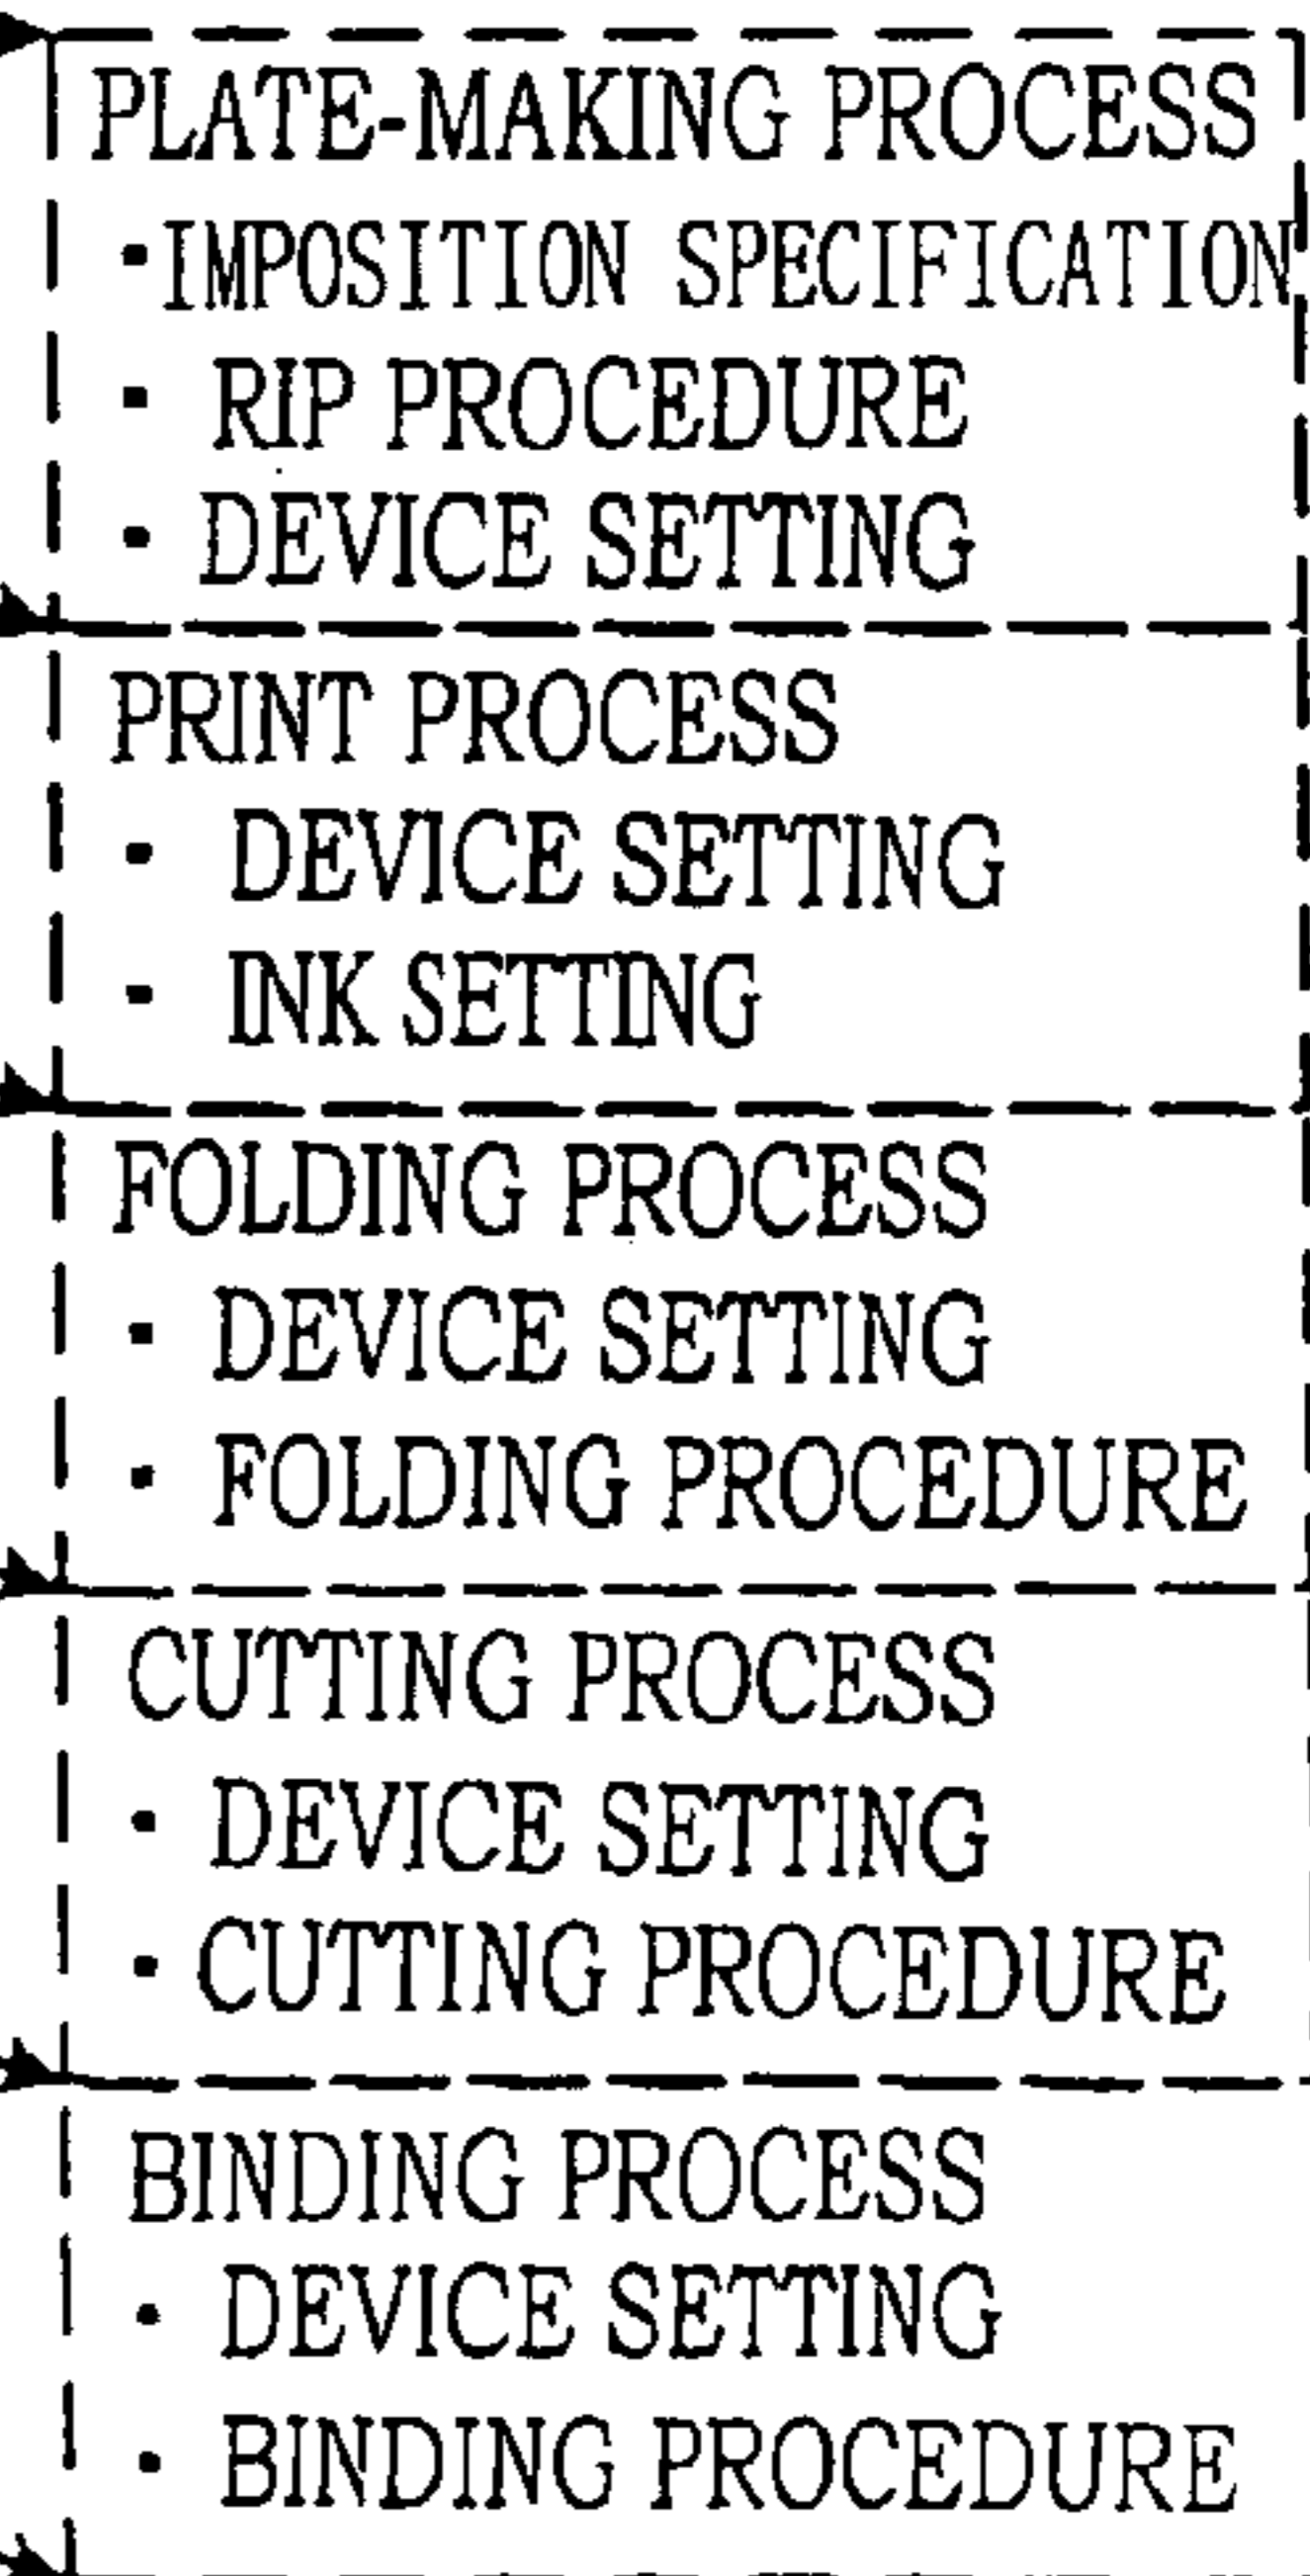 PLATE-MAKING PROCESS
・IMPOSITION SPECIFICATION
・ RIP PROCEDURE
・ DEVICE SETTING
PRINT PROCESS
・ DEVICE SETTING
・ INK SETTING
FOLDING PROCESS
・ DEVICE SETTING
・ FOLDING PROCEDURE
CUTTING PROCESS
・ DEVICE SETTING
・ CUTTING PROCEDURE
BINDING PROCESS
・ DEVICE SETTING
・ BINDING PROCEDURE